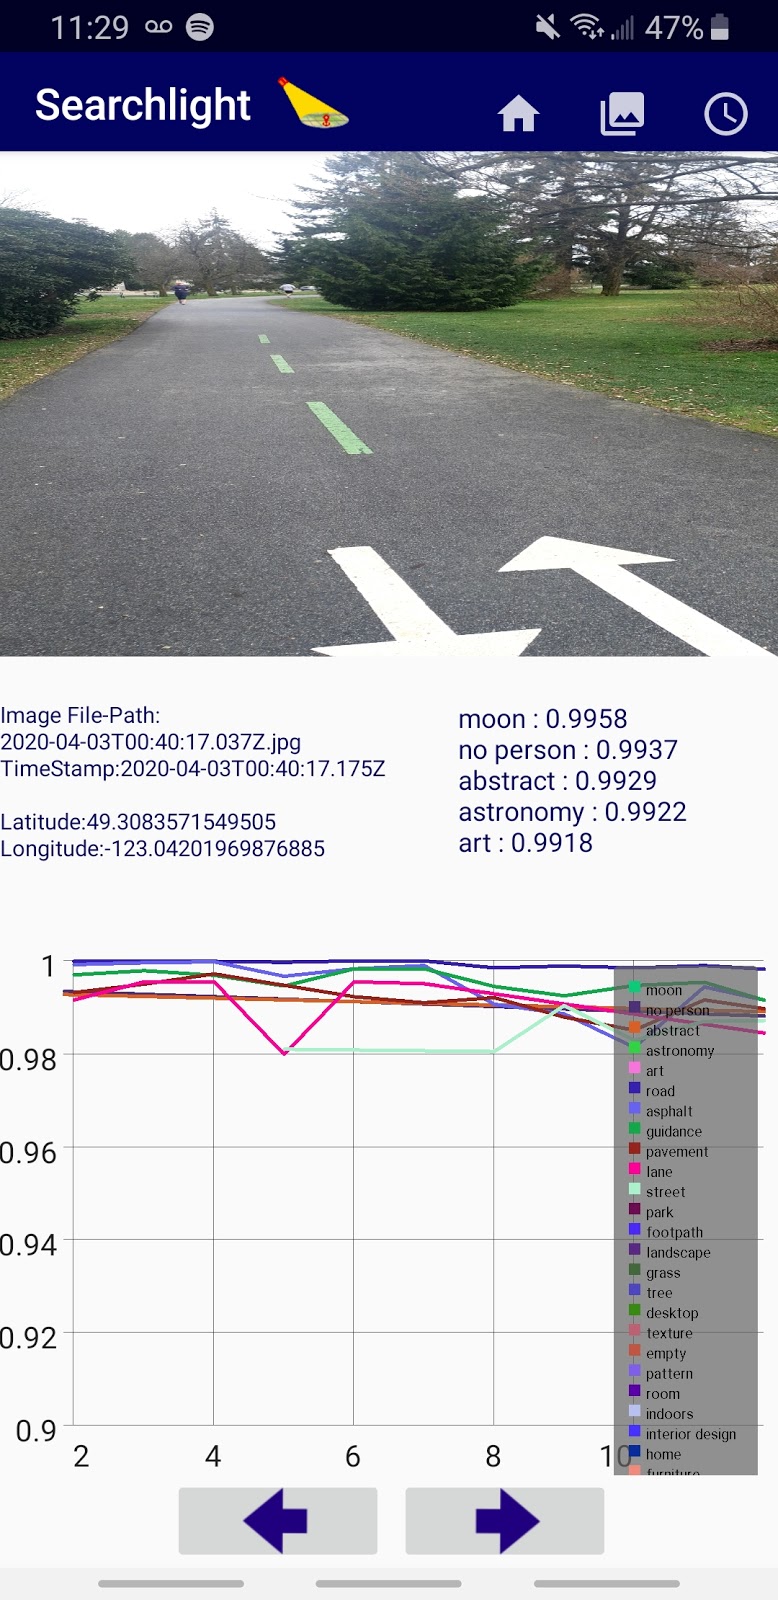 11:29 47%
Searchlight
Image File-Path:
2020-04-03T00:40:17.037Z.jpg
TimeStamp:2020-04-03T00:40:17.175Z
Latitude:49.3083571549505
Longitude:-123.04201969876885
moon : 0.9958
no person : 0.9937
abstract : 0.9929
astronomy : 0.9922
art : 0.9918
1
0.98
0.96
0.94
0.92
0.9
2 4 6 8 10
moon
no person
abstract
astronomy
art
road
asphalt
guidance
pavement
lane
street
park
footpath
landscape
grass
tree
desktop
texture
empty
pattern
room
indoors
interior design
home
furniture